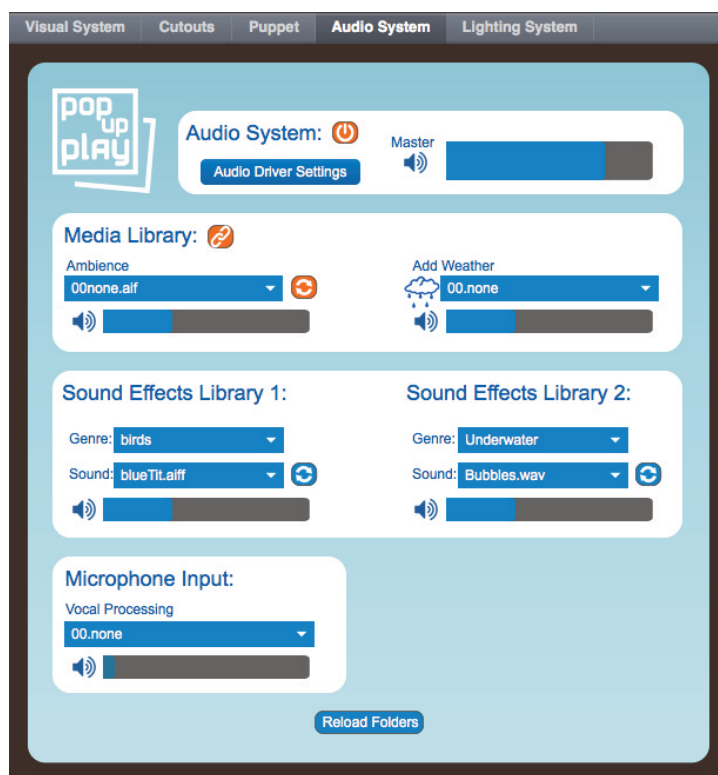 Visual System Cutouts Puppet Audio System Lighting System
pop
up
play
Audio System:
Audio Driver Settings
Master
Media Library:
Ambience
00none.aif
Add Weather
00.none
Sound Effects Library 1:
Genre: birds
Sound: blueTit.aiff
Sound Effects Library 2:
Genre: Underwater
Sound: Bubbles.wav
Microphone Input:
Vocal Processing
00.none
Reload Folders